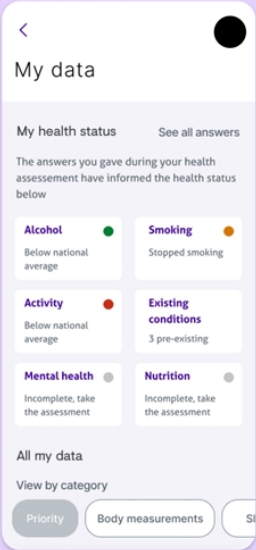 My data
My health status
See all answers
The answers you gave during your health
assessement have informed the health status
below
Alcohol
Below national
average
Smoking
Stopped smoking
Activity
Below national
average
Existing
conditions
3 pre-existing
Mental health
Incomplete, take
the assessment
Nutrition
Incomplete, take
the assessment
All my data
View by category
Priority
Body measurements